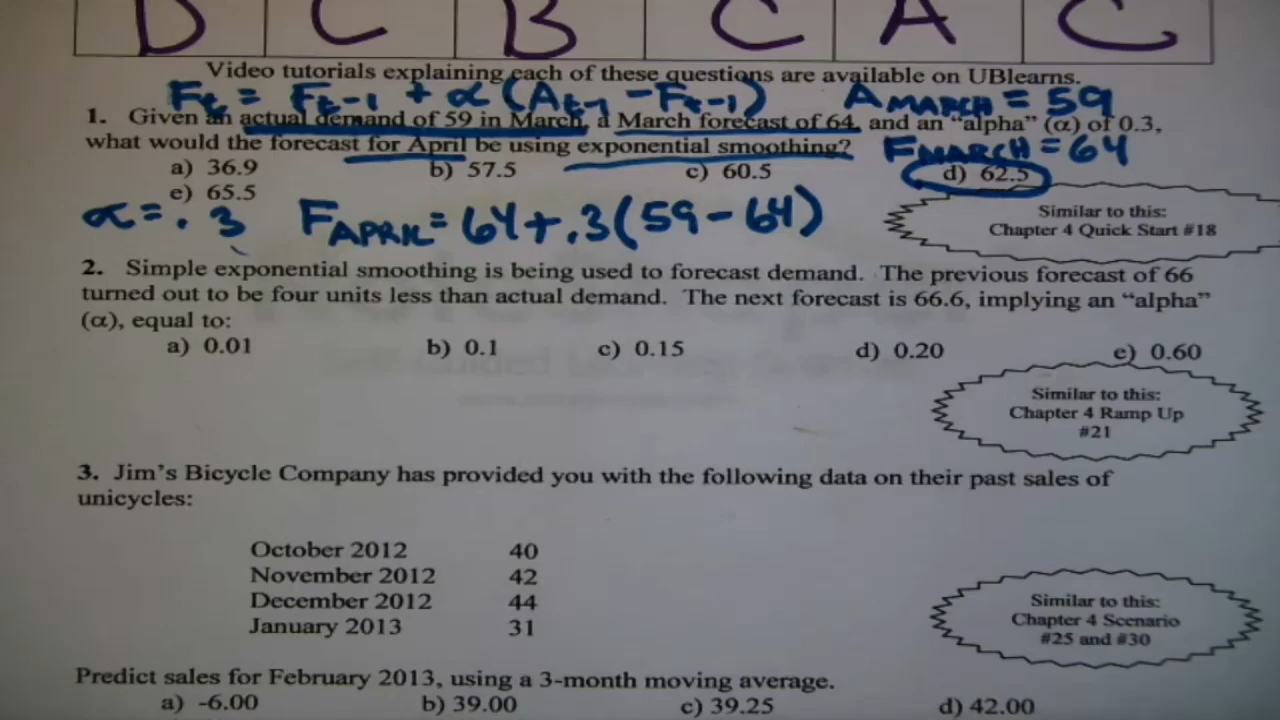 D C B C A C
Video tutorials explaining each of these questions are available on UBlearns.
Ft = Ft-1 + α (At-1 - Ft-1) AMARCH = 59
1. Given an actual demand of 59 in March, a March forecast of 64, and an “alpha” (α) of 0.3,
what would the forecast for April be using exponential smoothing? FMARCH = 64
a) 36.9 b) 57.5 c) 60.5 d) 62.5
e) 65.5
α = .3 FAPRIL = 64 + .3 (59 - 64)
Similar to this:
Chapter 4 Quick Start #18
2. Simple exponential smoothing is being used to forecast demand. The previous forecast of 66
turned out to be four units less than actual demand. The next forecast is 66.6, implying an “alpha”
(α), equal to:
a) 0.01 b) 0.1 c) 0.15 d) 0.20 e) 0.60
Similar to this:
Chapter 4 Ramp Up
#21
3. Jim’s Bicycle Company has provided you with the following data on their past sales of
unicycles:
October 2012 40
November 2012 42
December 2012 44
January 2013 31
Similar to this:
Chapter 4 Scenario
#25 and #30
Predict sales for February 2013, using a 3-month moving average.
a) -6.00 b) 39.00 c) 39.25 d) 42.00